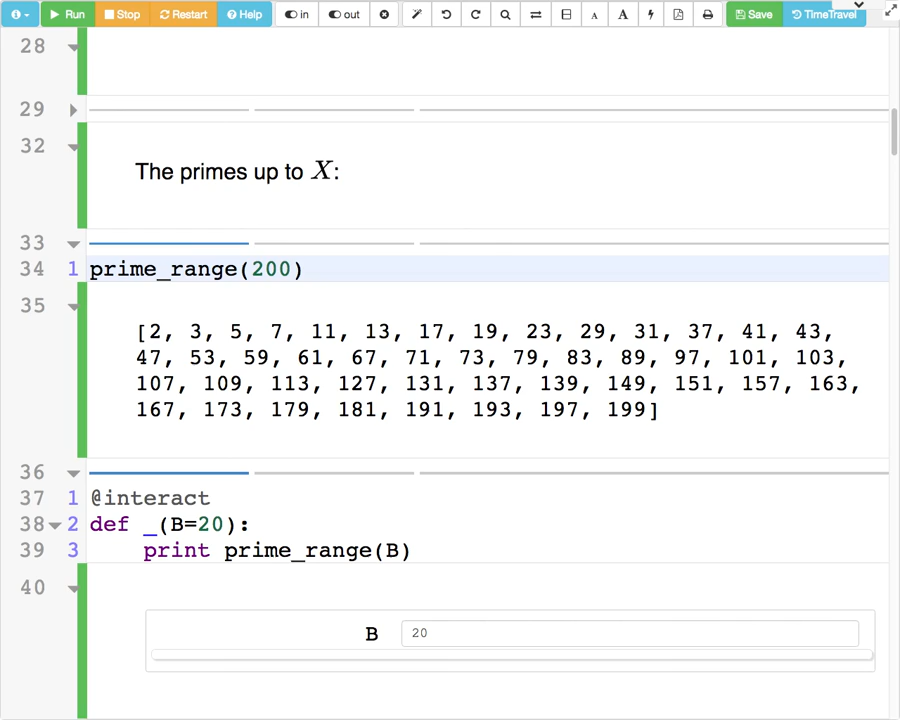 Run Stop Restart Help in out A A Save TimeTravel
28
29
32
The primes up to X:
33
34 1 prime_range(200)
35
[2, 3, 5, 7, 11, 13, 17, 19, 23, 29, 31, 37, 41, 43,
47, 53, 59, 61, 67, 71, 73, 79, 83, 89, 97, 101, 103,
107, 109, 113, 127, 131, 137, 139, 149, 151, 157, 163,
167, 173, 179, 181, 191, 193, 197, 199]
36
37 1 @interact
38 2 def _(B=20):
39 3 print prime_range(B)
40
B 20